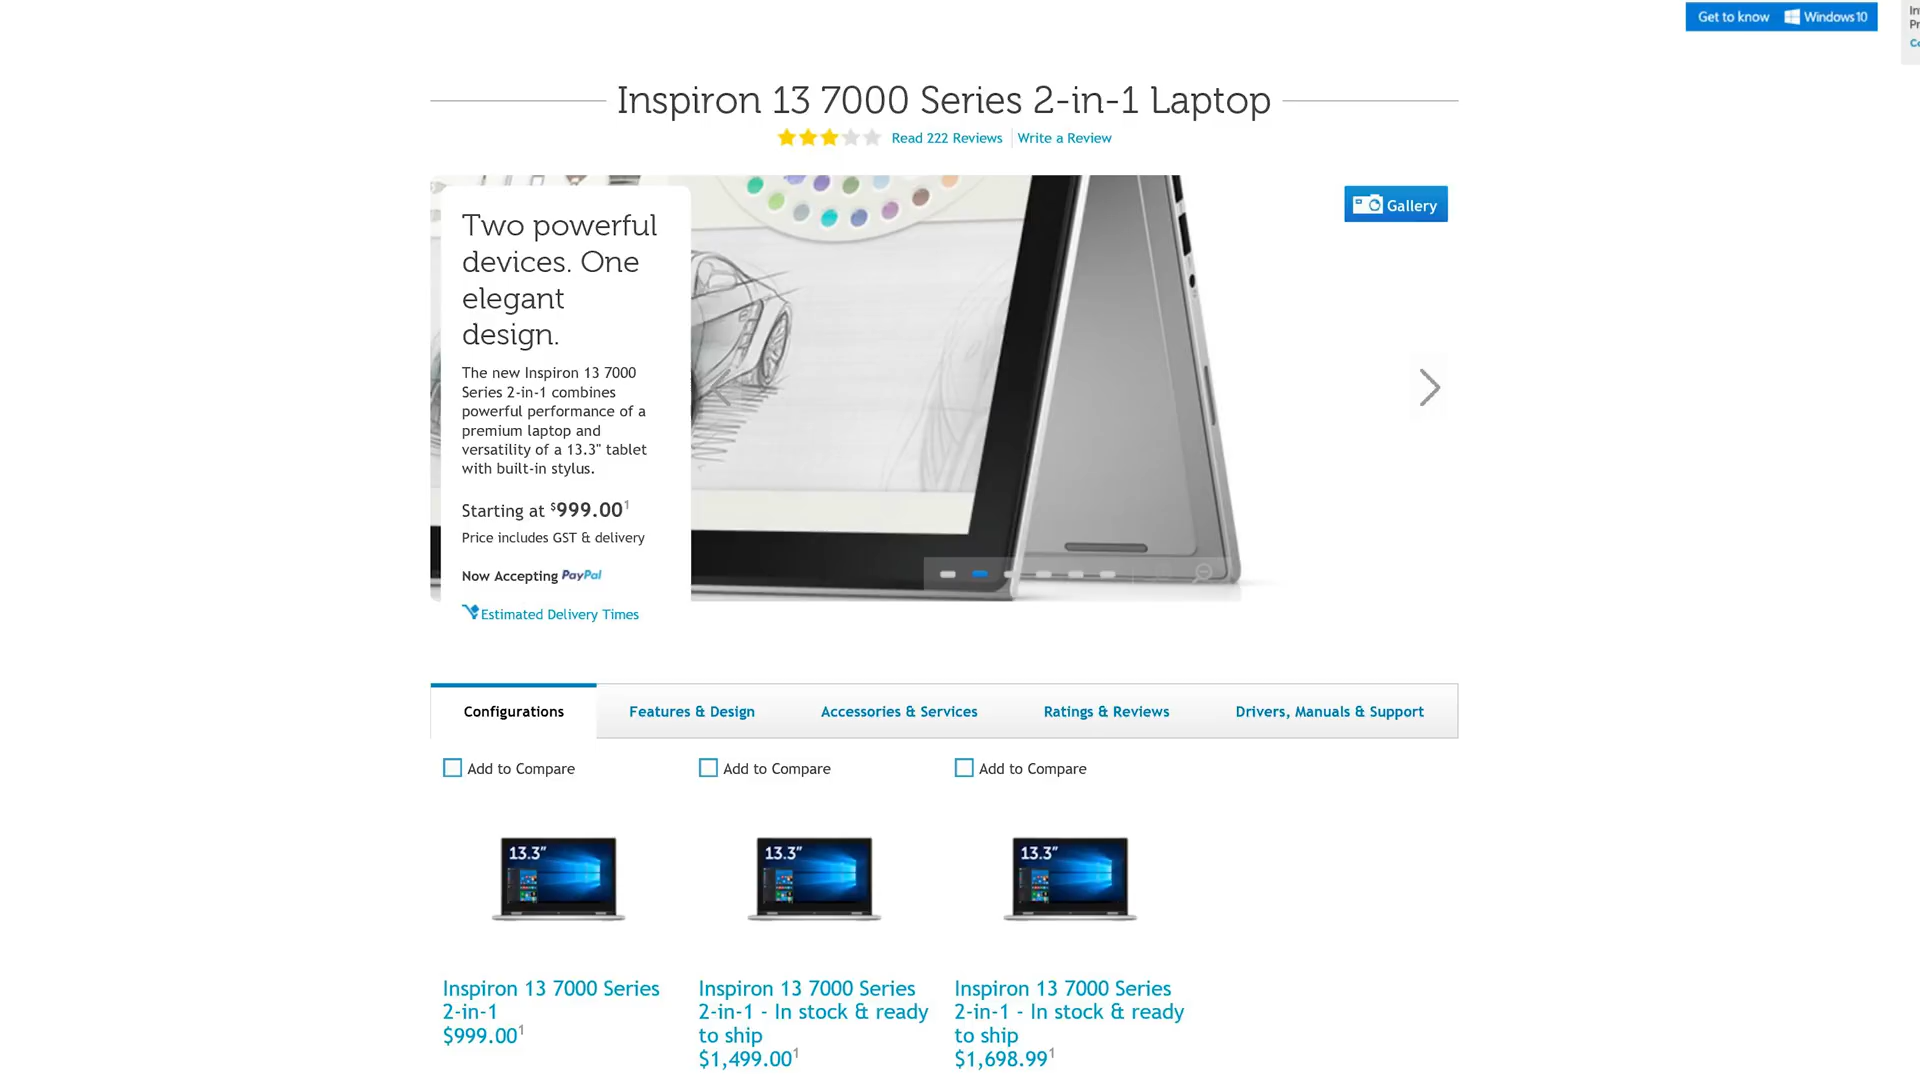 Get to know Windows 10
Inspiron 13 7000 Series 2-in-1 Laptop
Read 222 Reviews Write a Review
Gallery
Two powerful
devices. One
elegant
design.
The new Inspiron 13 7000
Series 2-in-1 combines
powerful performance of a
premium laptop and
versatility of a 13.3" tablet
with built-in stylus.
Starting at $999.00¹
Price includes GST & delivery
Now Accepting PayPal
Estimated Delivery Times
Configurations Features & Design Accessories & Services Ratings & Reviews Drivers, Manuals & Support
Add to Compare Add to Compare Add to Compare
13.3" 13.3" 13.3"
Inspiron 13 7000 Series
2-in-1
$999.00¹
Inspiron 13 7000 Series
2-in-1 - In stock & ready
to ship
$1,499.00¹
Inspiron 13 7000 Series
2-in-1 - In stock & ready
to ship
$1,698.99¹